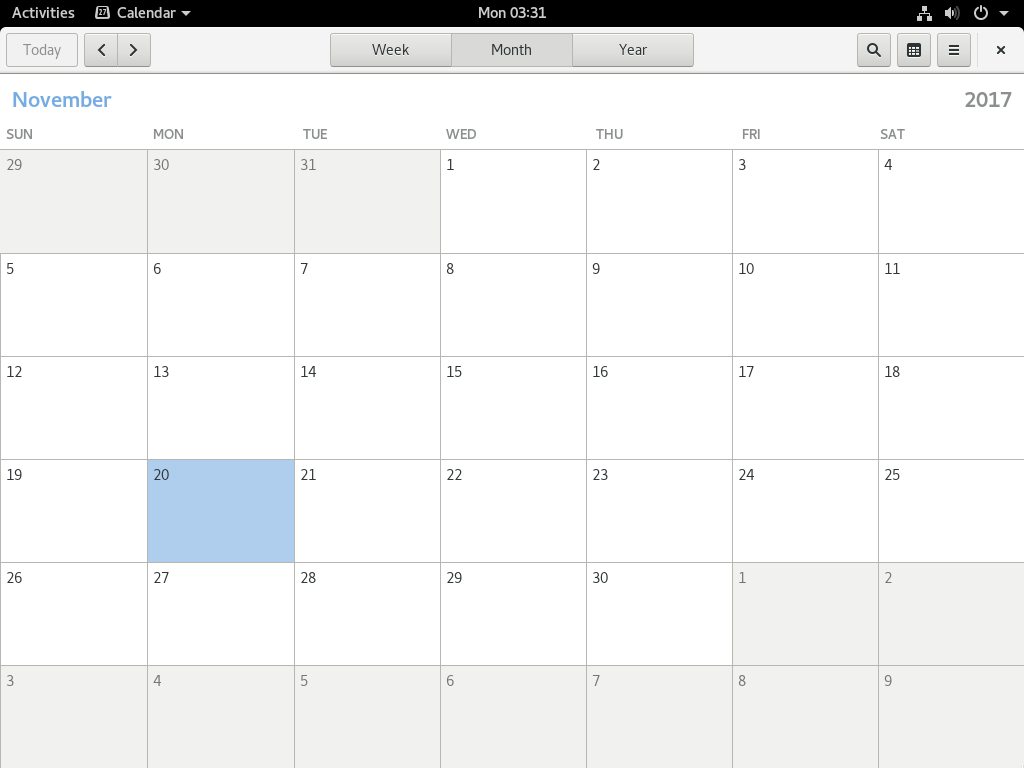 Activities 27 Calendar Mon 03:31
Today Week Month Year
November 2017
SUN MON TUE WED THU FRI SAT
29 30 31 1 2 3 4
5 6 7 8 9 10 11
12 13 14 15 16 17 18
19 20 21 22 23 24 25
26 27 28 29 30 1 2
3 4 5 6 7 8 9